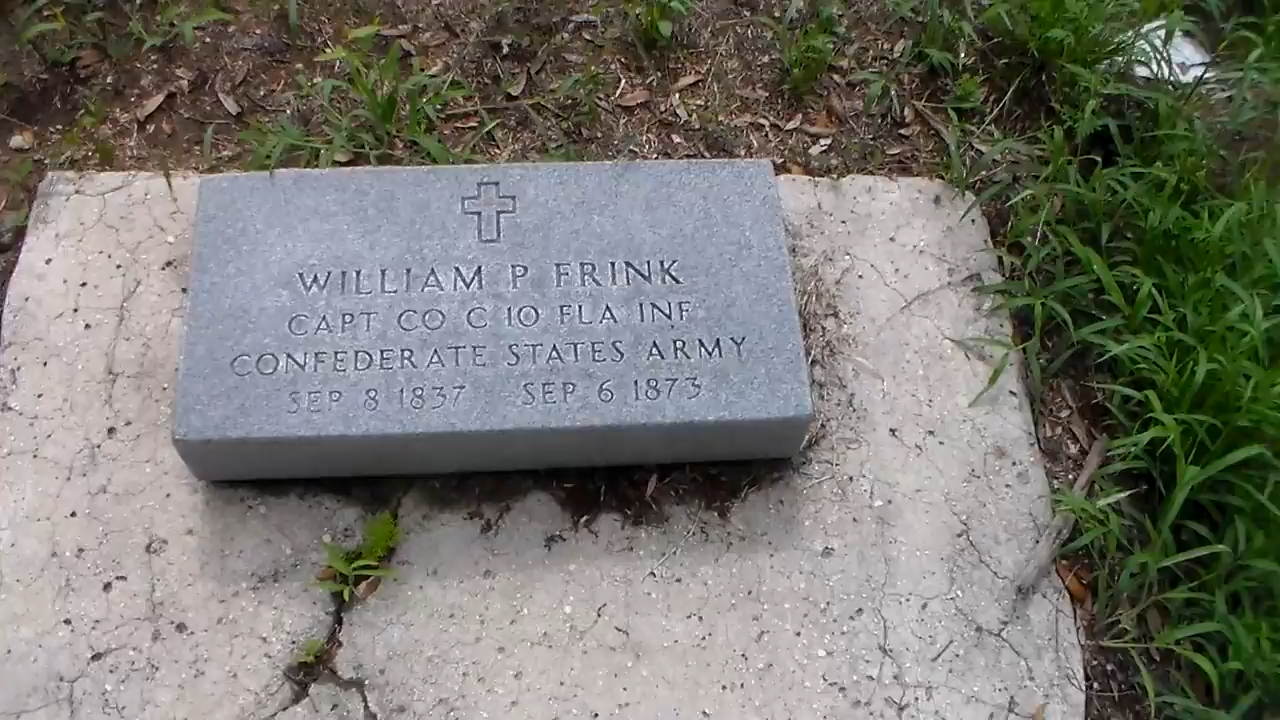 WILLIAM P FRINK
CAPT CO C 10 FLA INF
CONFEDERATE STATES ARMY
SEP 8 1837 SEP 6 1873